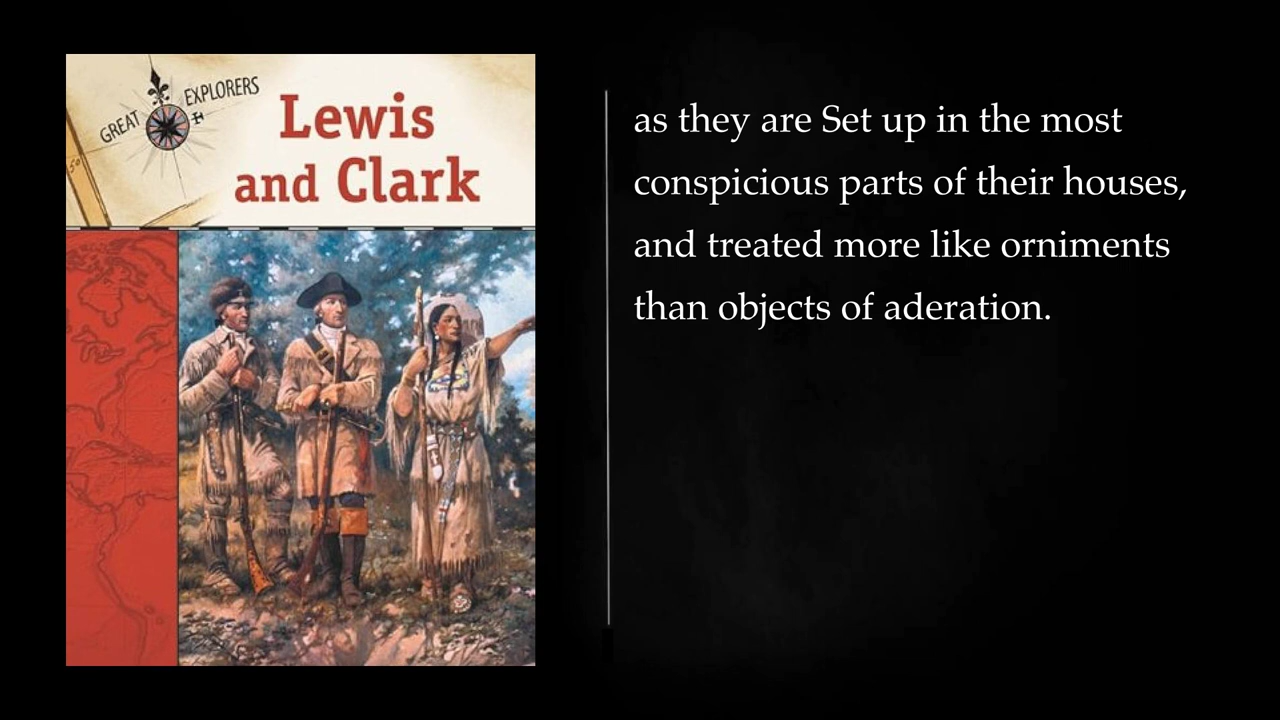 GREAT EXPLORERS
Lewis
and Clark
50
as they are Set up in the most
conspicious parts of their houses,
and treated more like orniments
than objects of aderation.